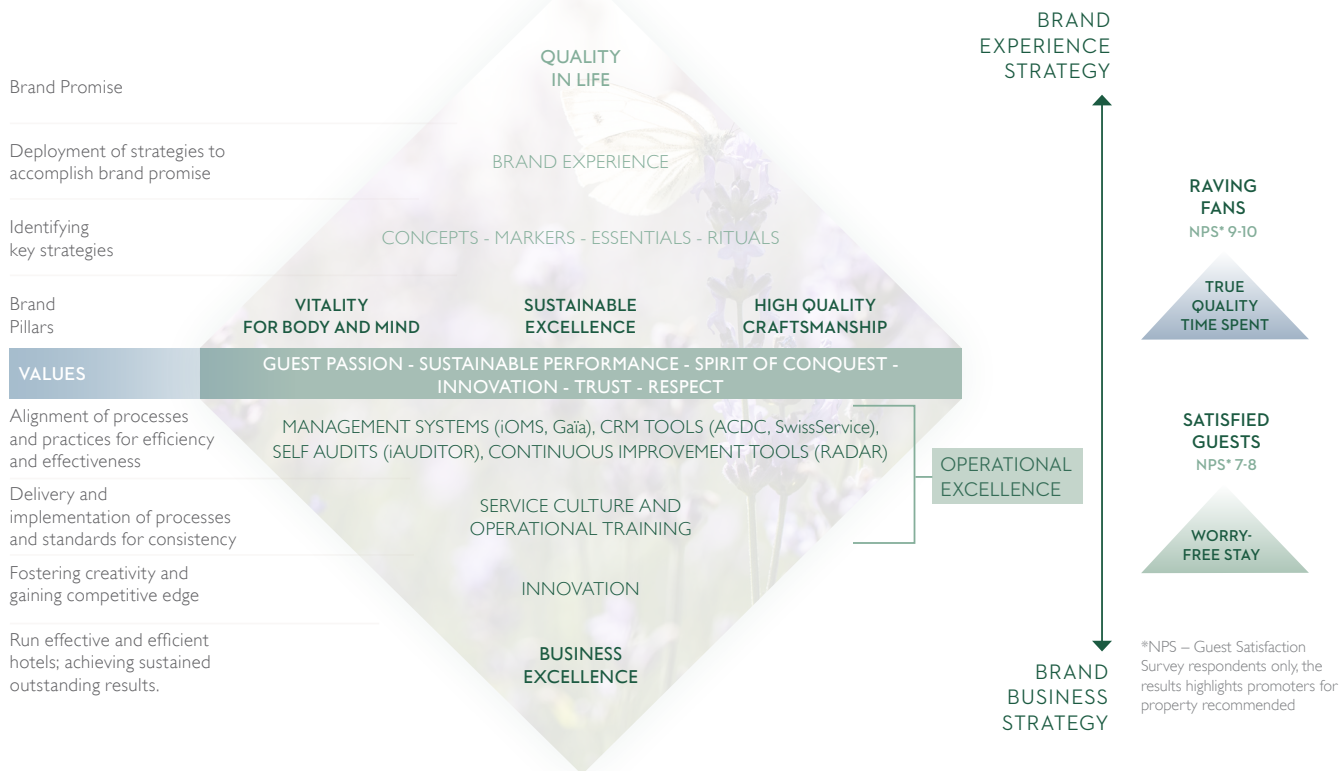 BRAND
EXPERIENCE
STRATEGY
QUALITY
IN LIFE
Brand Promise
Deployment of strategies to
accomplish brand promise
BRAND EXPERIENCE
Identifying
key strategies
CONCEPTS - MARKERS - ESSENTIALS - RITUALS
RAVING
FANS
NPS* 9-10
Brand
Pillars
VITALITY
FOR BODY AND MIND
SUSTAINABLE
EXCELLENCE
HIGH QUALITY
CRAFTSMANSHIP
TRUE
QUALITY
TIME SPENT
VALUES
GUEST PASSION - SUSTAINABLE PERFORMANCE - SPIRIT OF CONQUEST -
INNOVATION - TRUST - RESPECT
Alignment of processes
and practices for efficiency
and effectiveness
MANAGEMENT SYSTEMS (iOMS, Gaïa), CRM TOOLS (ACDC, SwissService),
SELF AUDITS (iAUDITOR), CONTINUOUS IMPROVEMENT TOOLS (RADAR)
OPERATIONAL
EXCELLENCE
SATISFIED
GUESTS
NPS* 7-8
Delivery and
implementation of processes
and standards for consistency
SERVICE CULTURE AND
OPERATIONAL TRAINING
WORRY-
FREE STAY
Fostering creativity and
gaining competitive edge
INNOVATION
Run effective and efficient
hotels; achieving sustained
outstanding results.
BUSINESS
EXCELLENCE
BRAND
BUSINESS
STRATEGY
*NPS – Guest Satisfaction
Survey respondents only, the
results highlights promoters for
property recommended